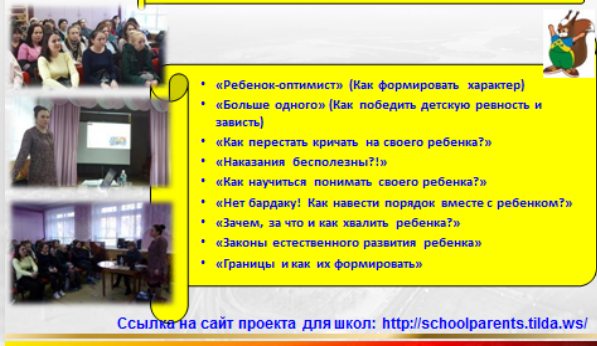 • «Ребенок-оптимист» (Как формировать характер)
• «Больше одного» (Как победить детскую ревность и
зависть)
• «Как перестать кричать на своего ребенка?»
• «Наказания бесполезны?!»
• «Как научиться понимать своего ребенка?»
• «Нет бардаку! Как навести порядок вместе с ребенком?»
• «Зачем, за что и как хвалить ребенка?»
• «Законы естественного развития ребенка»
• «Границы и как их формировать»
Ссылка на сайт проекта для школ: http://schoolparents.tilda.ws/